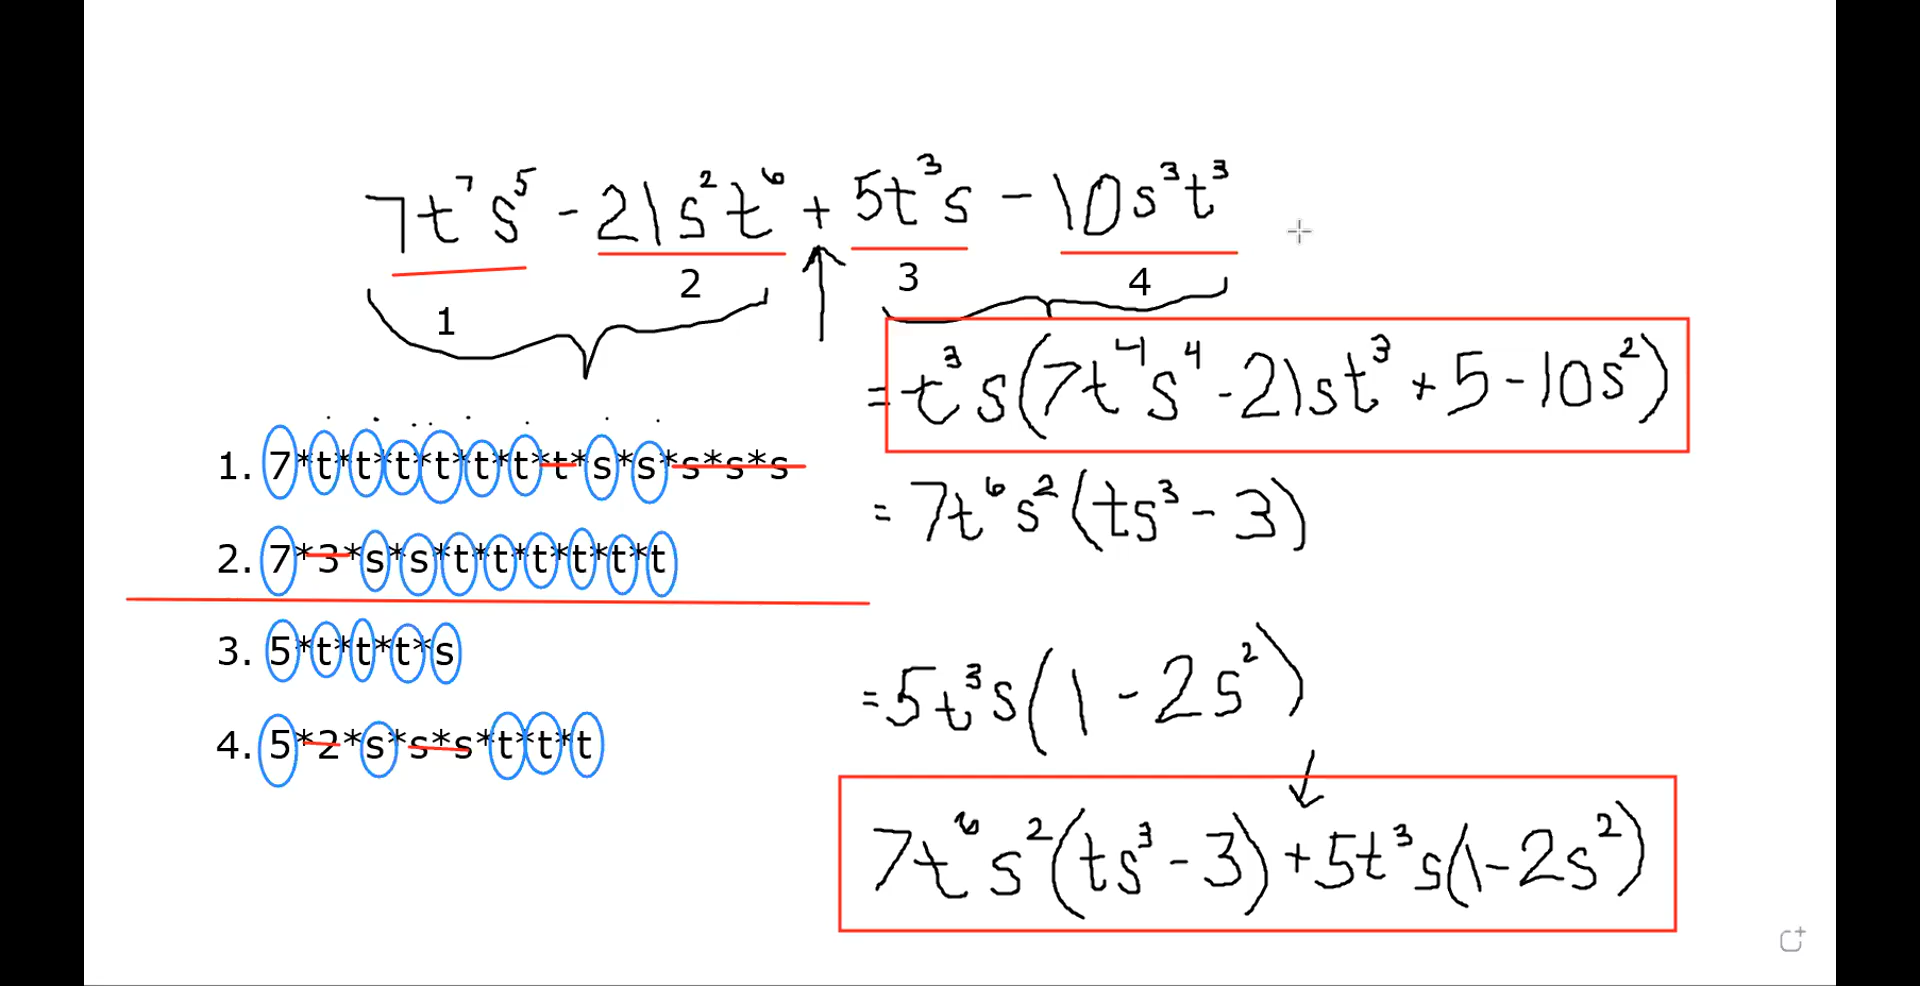 7t⁷s⁵ - 21s²t⁶ + 5t³s - 10s³t³
1 2 3 4
= t³s(7t⁴s⁴ - 21st³ + 5 - 10s²)
1. 7*t*t*t*t*t*t*t*s*s*s*s*s
= 7t⁶s²(ts³ - 3)
2. 7*3*s*s*t*t*t*t*t*t
3. 5*t*t*t*s
= 5t³s(1 - 2s²)
4. 5*2*s*s*s*t*t*t
7t⁶s²(ts³ - 3) + 5t³s(1 - 2s²)